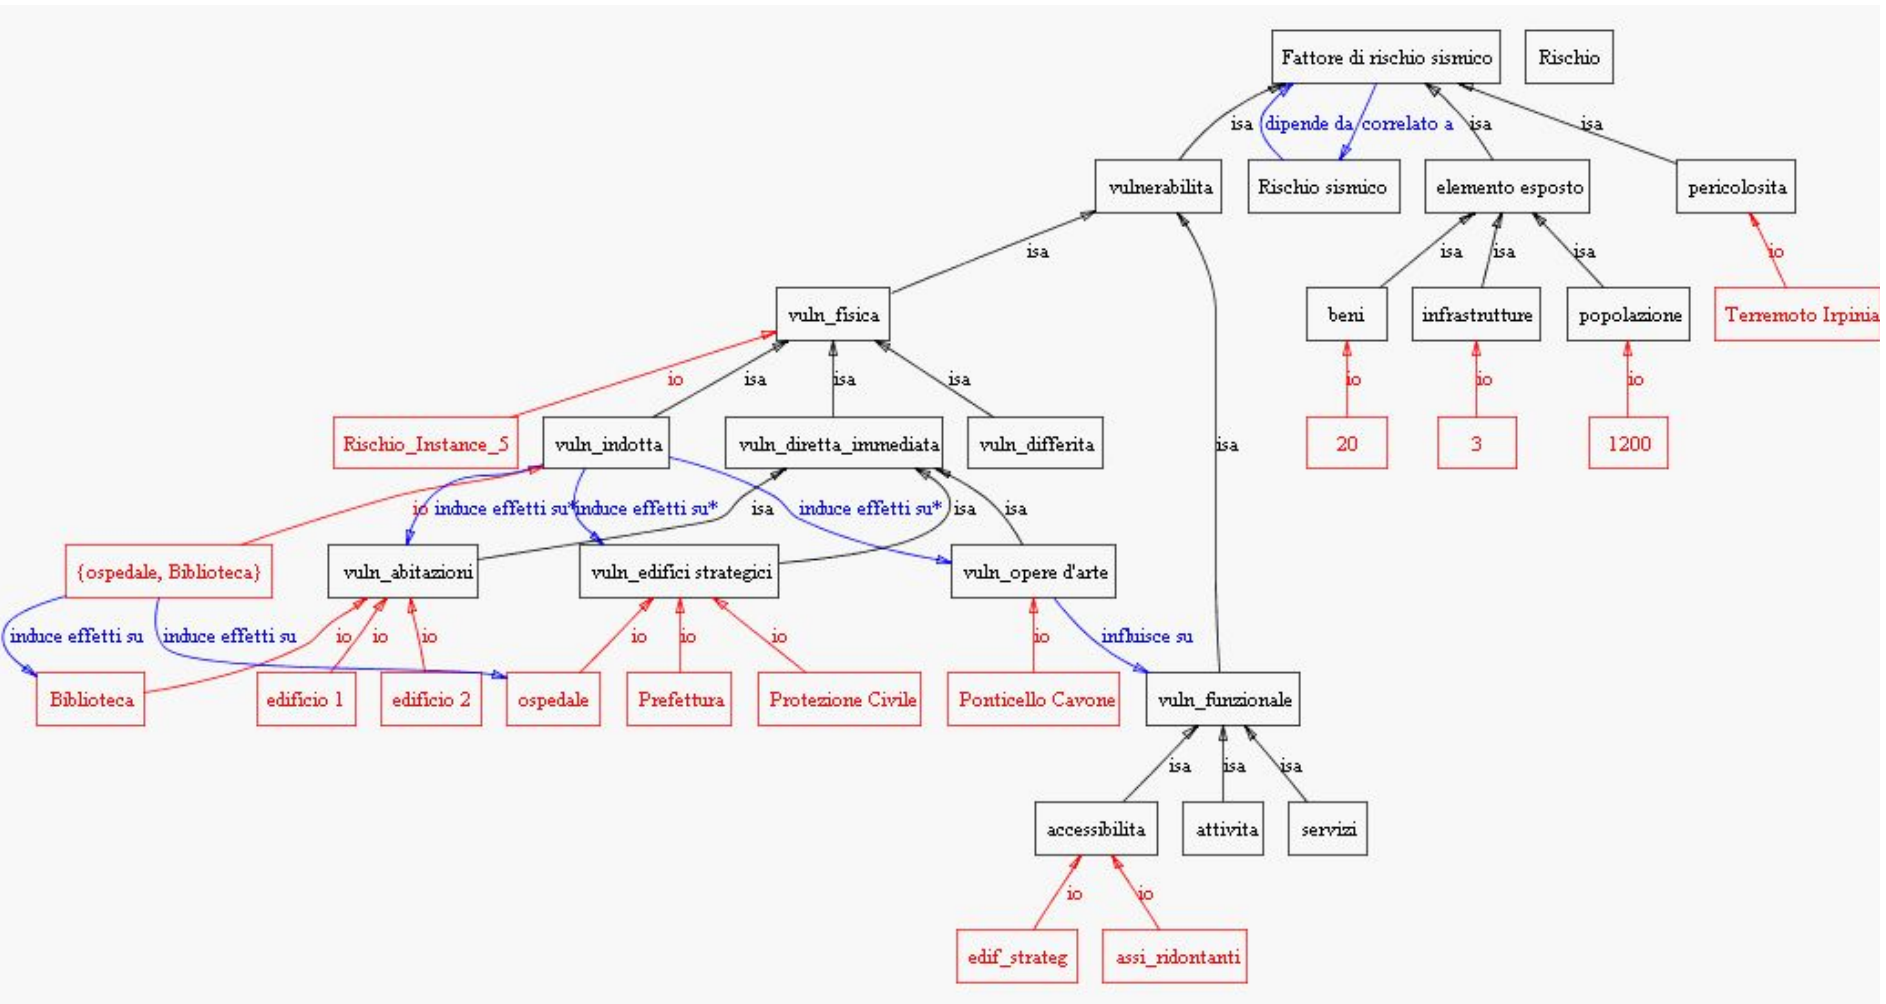 Fattore di rischio sismico
Rischio
isa
dipende da
correlato a
isa
isa
vulnerabilita
Rischio sismico
elemento esposto
pericolosita
isa
isa
isa
isa
io
vuln_fisica
beni
infrastrutture
popolazione
Terremoto Irpinia
io
isa
isa
isa
io
io
io
Rischio_Instance_5
vuln_indotta
vuln_diretta_immediata
vuln_differita
isa
20
3
1200
io
induce effetti su*
induce effetti su*
isa
induce effetti su*
isa
isa
{ospedale, Biblioteca}
vuln_abitazioni
vuln_edifici strategici
vuln_opere d'arte
induce effetti su
induce effetti su
io
io
io
io
io
io
io
influisce su
Biblioteca
edificio 1
edificio 2
ospedale
Prefettura
Protezione Civile
Ponticello Cavone
vuln_funzionale
isa
isa
isa
accessibilita
attivita
servizi
io
io
edif_strateg
assi_ridontanti